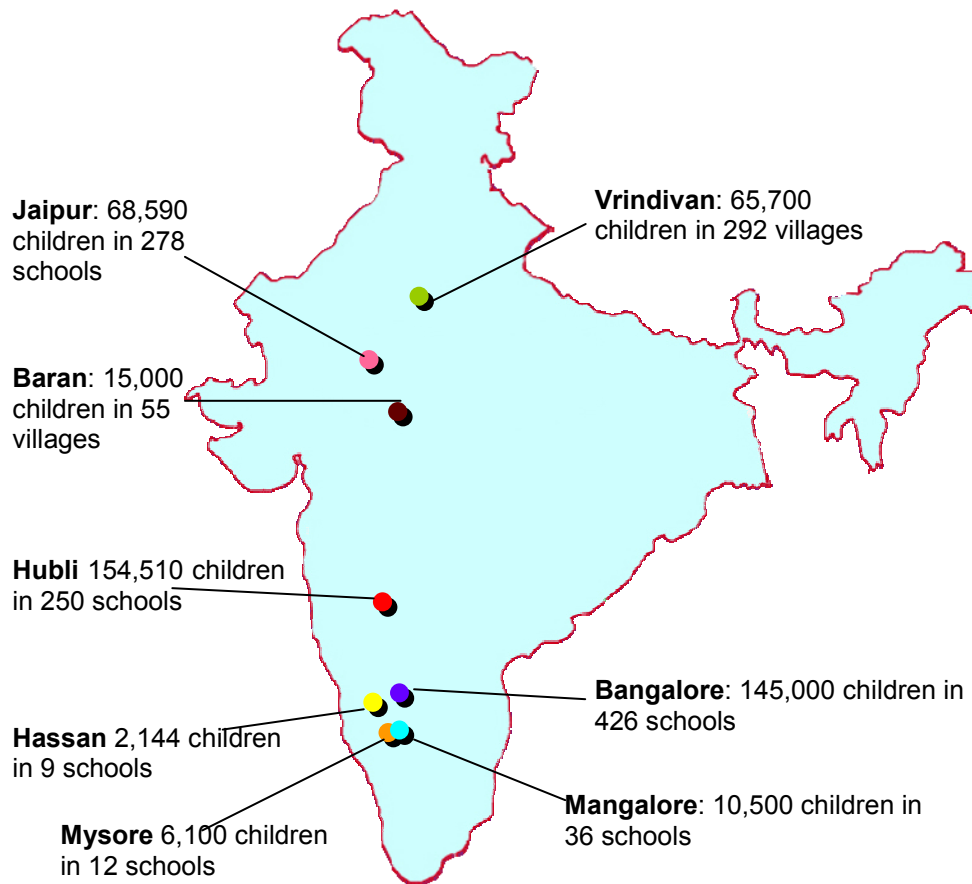 Jaipur: 68,590
children in 278
schools
Vrindivan: 65,700
children in 292 villages
Baran: 15,000
children in 55
villages
Hubli 154,510 children
in 250 schools
Bangalore: 145,000 children in
426 schools
Hassan 2,144 children
in 9 schools
Mangalore: 10,500 children in
36 schools
Mysore 6,100 children
in 12 schools